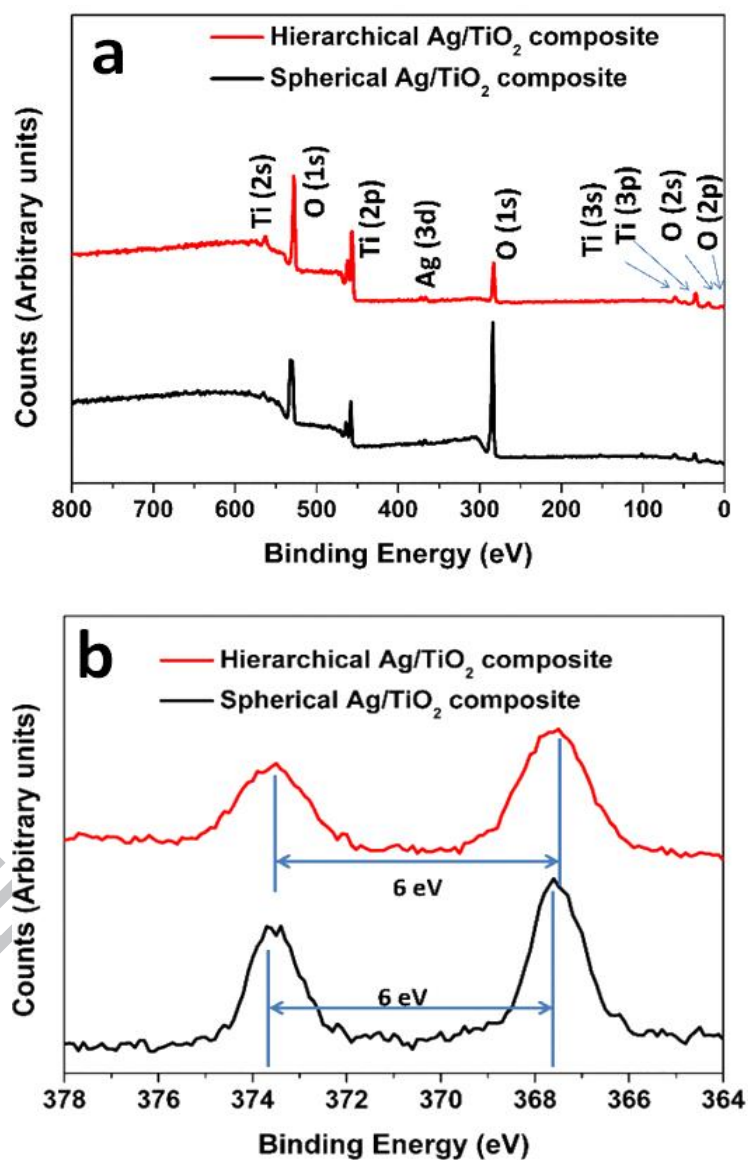 a
Hierarchical Ag/TiO₂ composite
Spherical Ag/TiO₂ composite
Counts (Arbitrary units)
Ti (2s)
O (1s)
Ti (2p)
Ag (3d)
O (1s)
Ti (3s)
Ti (3p)
O (2s)
O (2p)
800 700 600 500 400 300 200 100 0
Binding Energy (eV)
b
Hierarchical Ag/TiO₂ composite
Spherical Ag/TiO₂ composite
Counts (Arbitrary units)
6 eV
6 eV
378 376 374 372 370 368 366 364
Binding Energy (eV)